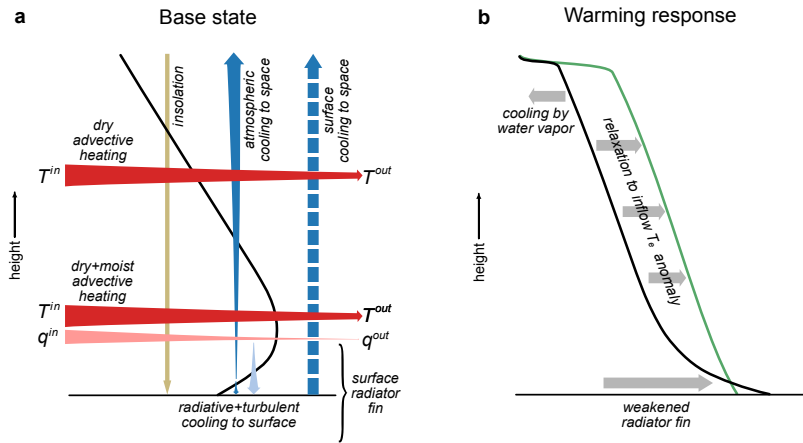 a
Base state
insolation
atmospheric
cooling to space
surface
cooling to space
dry
advective
heating
T^in
T^out
height
dry+moist
advective
heating
T^in
T^out
q^in
q^out
surface
radiator
fin
radiative+turbulent
cooling to surface
b
Warming response
cooling by
water vapor
relaxation to inflow T_e anomaly
height
weakened
radiator fin